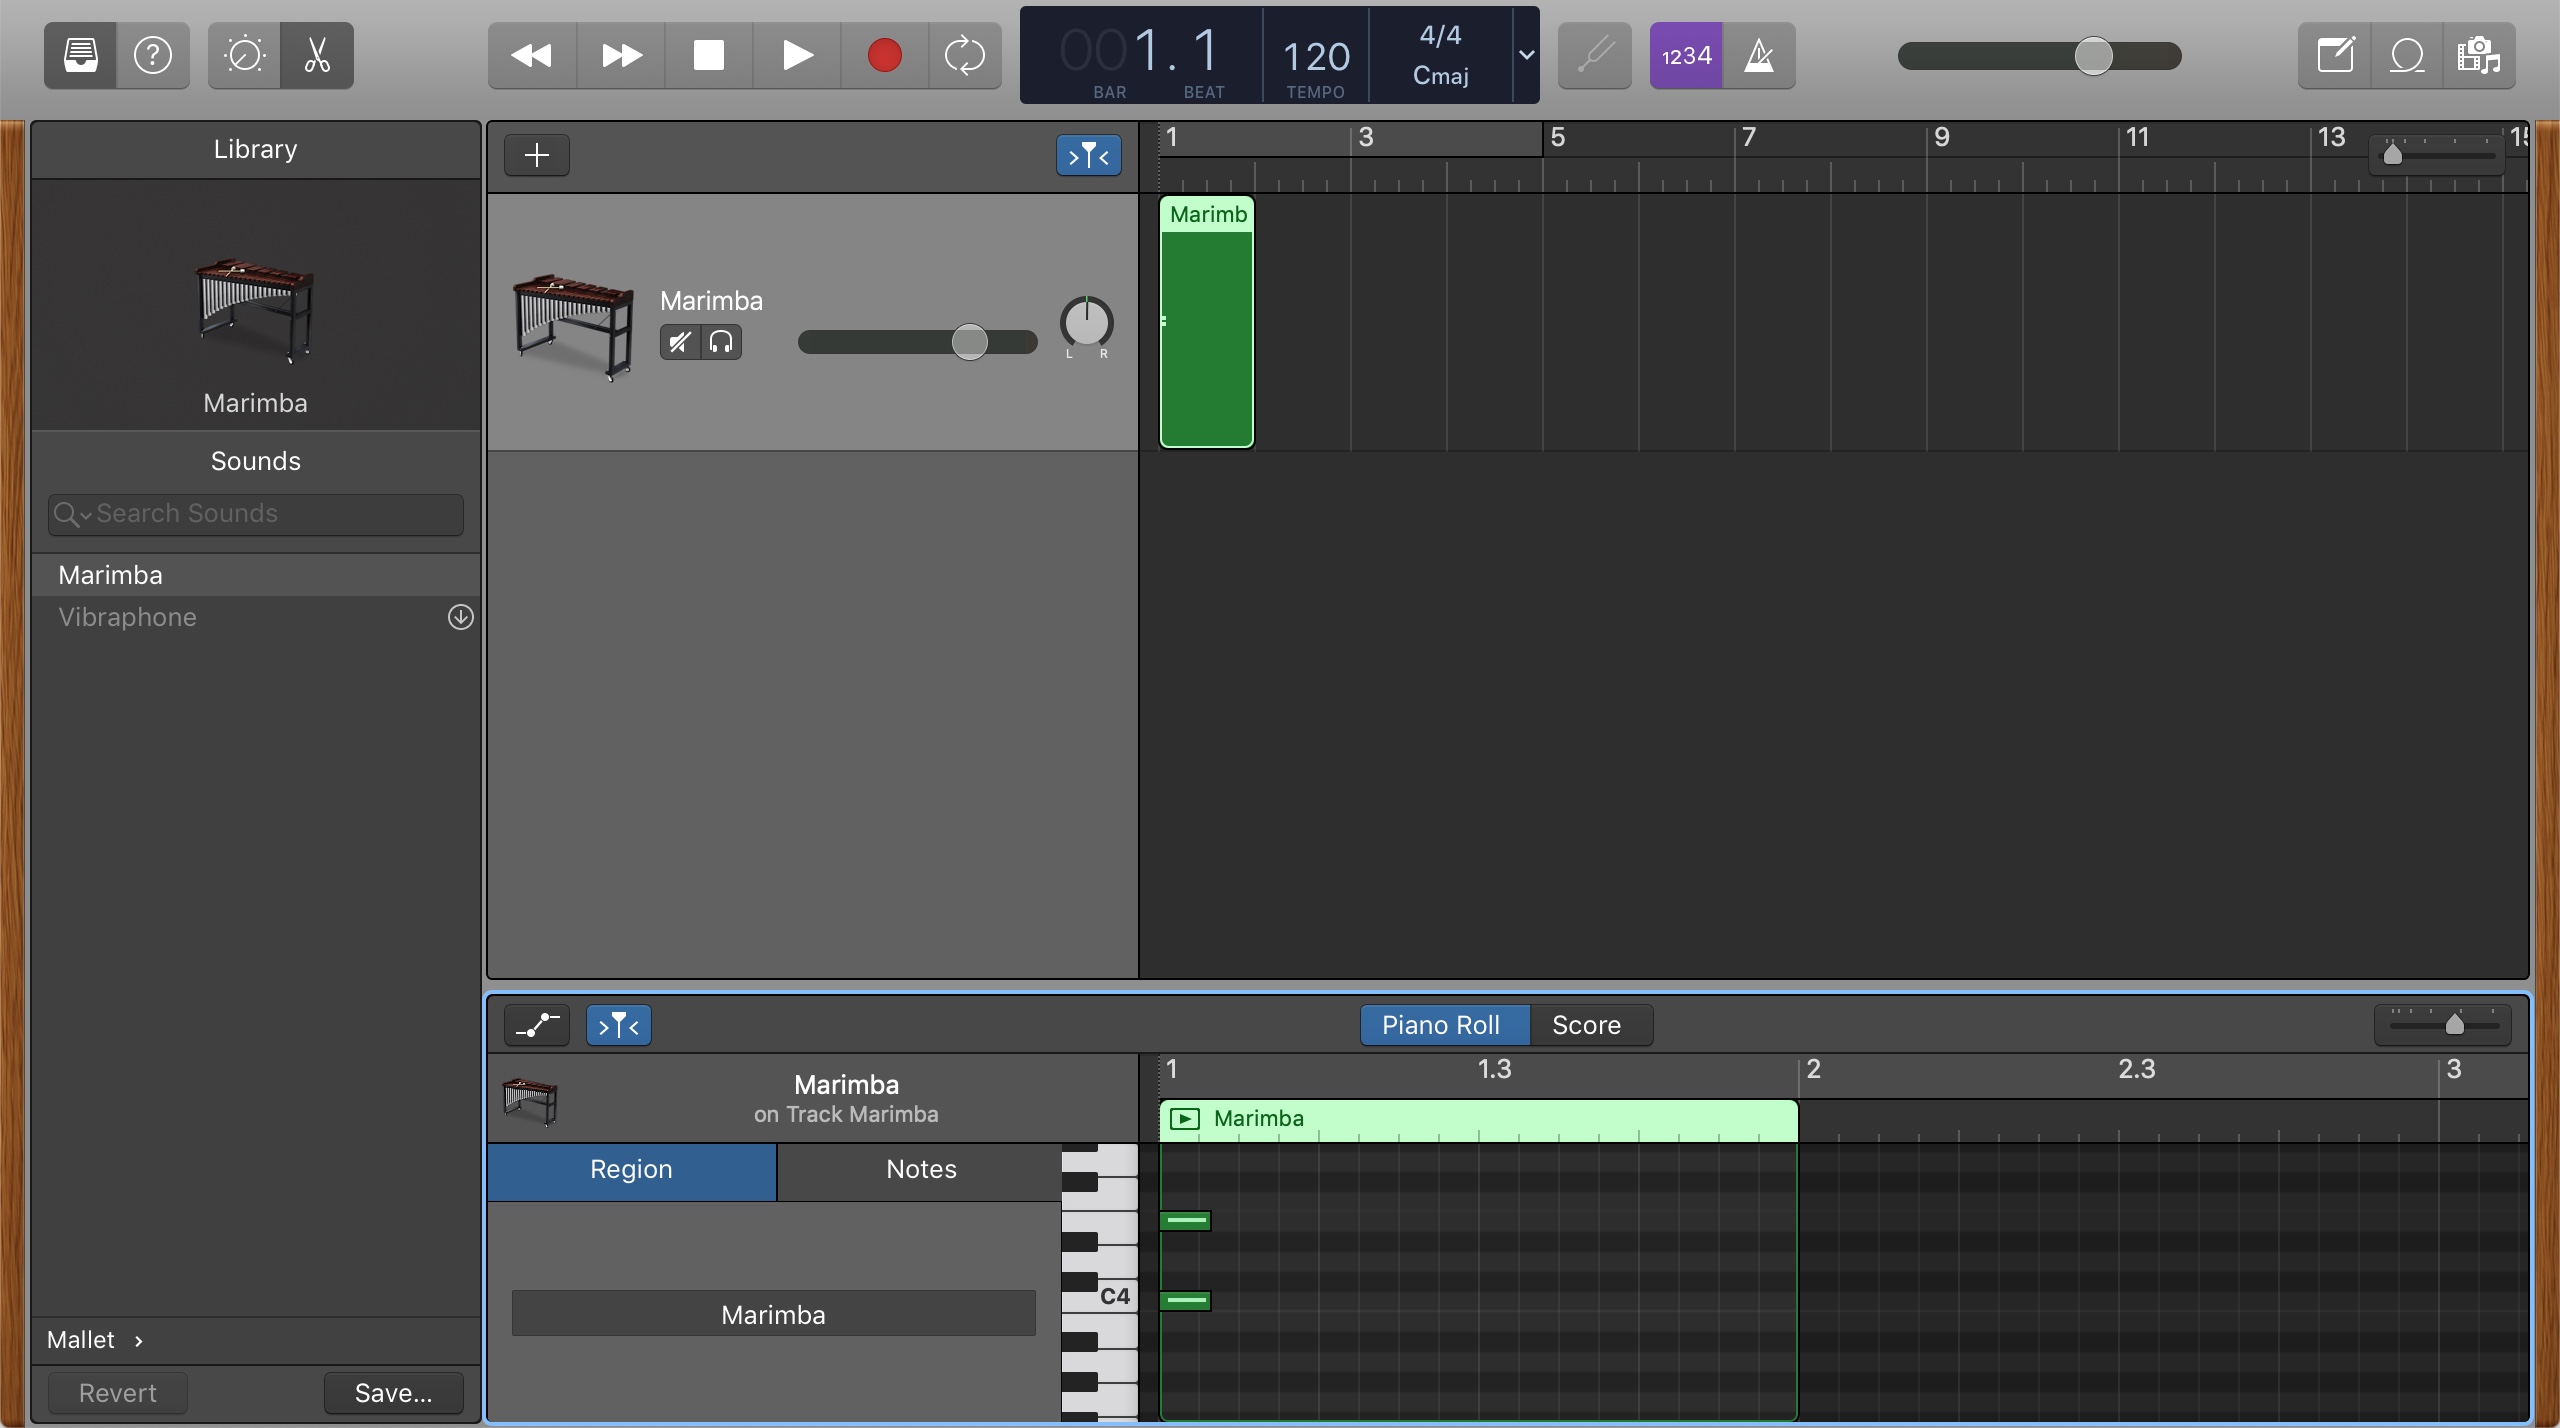 001. 1
BAR BEAT
120
TEMPO
4/4
Cmaj
1234
Library
Marimba
Sounds
Search Sounds
Marimba
Vibraphone
Mallet
Revert Save...
1 3 5 7 9 11 13 15
Marimba
L R
Marimb
Piano Roll Score
Marimba
on Track Marimba
1 1.3 2 2.3 3
Marimba
Region Notes
Marimba
C4